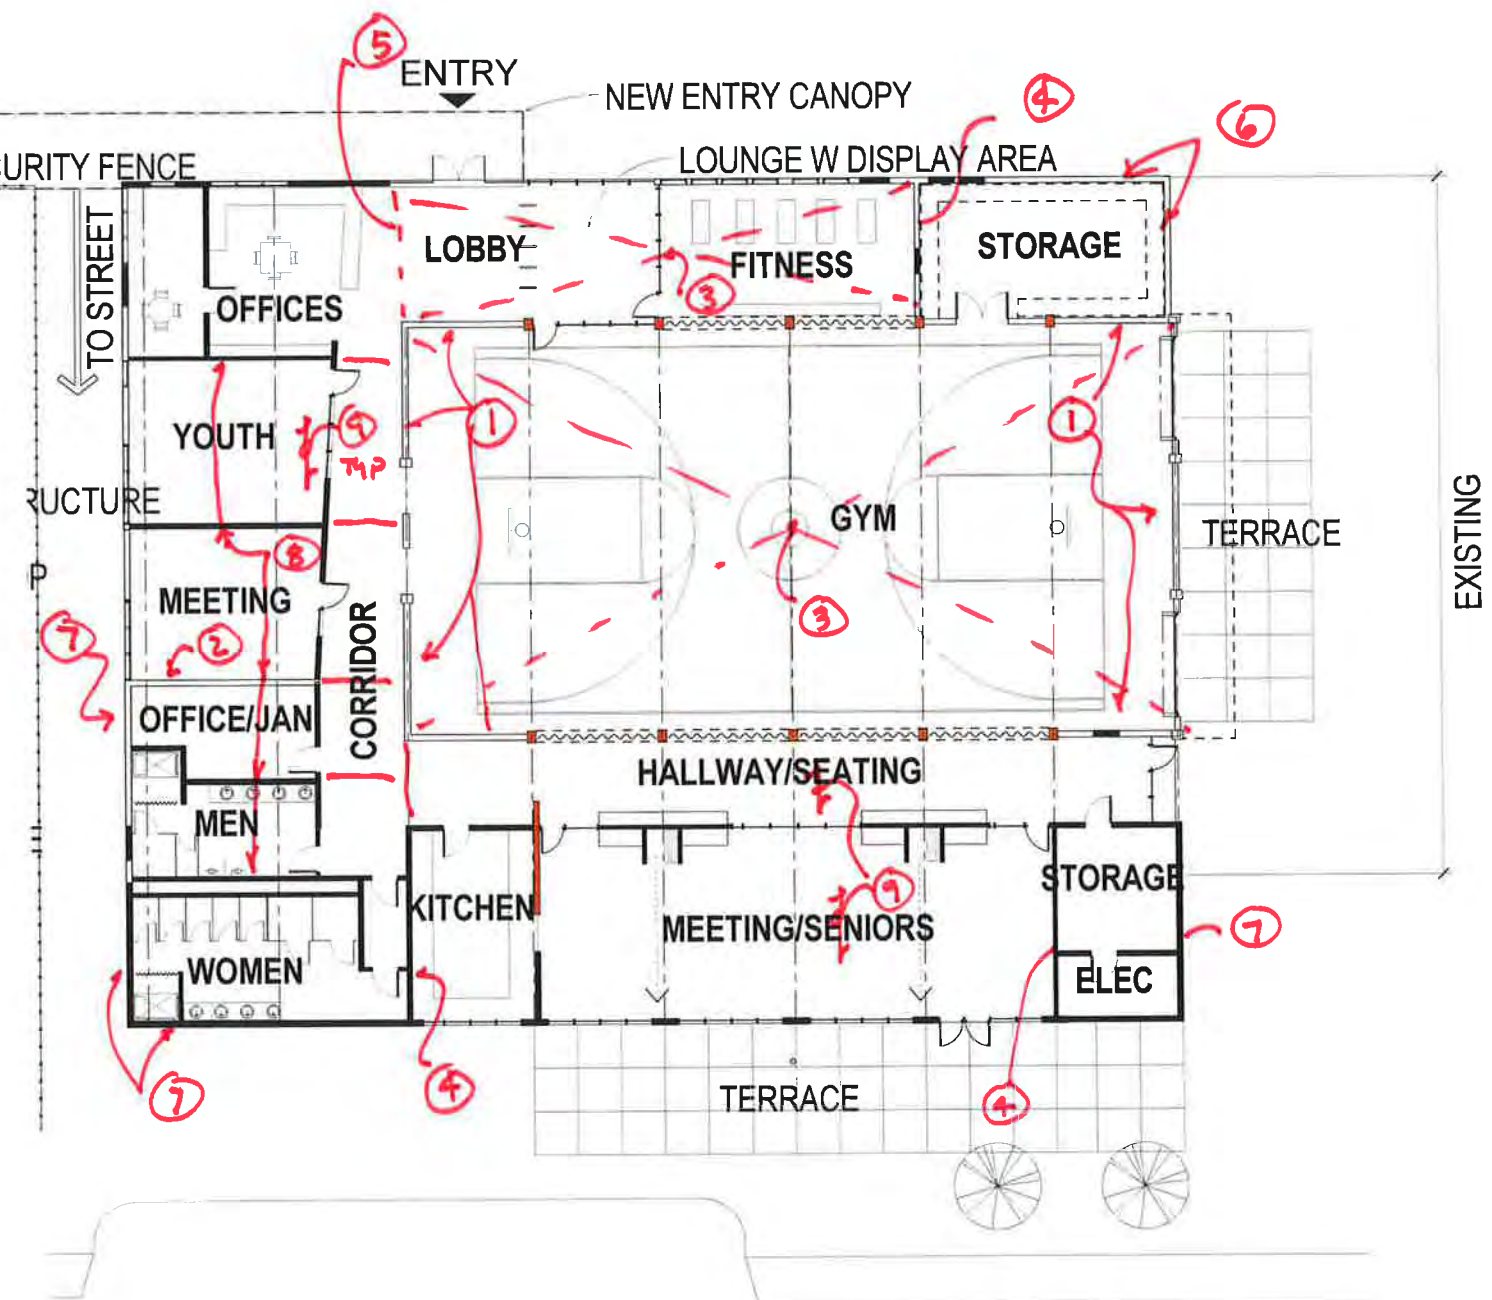 5
ENTRY
NEW ENTRY CANOPY
4
6
URITY FENCE
LOUNGE W DISPLAY AREA
TO STREET
LOBBY
FITNESS
STORAGE
OFFICES
3
1
1
YOUTH
9
TYP
RUCTURE
GYM
TERRACE
EXISTING
8
P
MEETING
7
2
3
CORRIDOR
OFFICE/JAN
HALLWAY/SEATING
MEN
KITCHEN
9
STORAGE
MEETING/SENIORS
7
WOMEN
ELEC
7
4
TERRACE
4